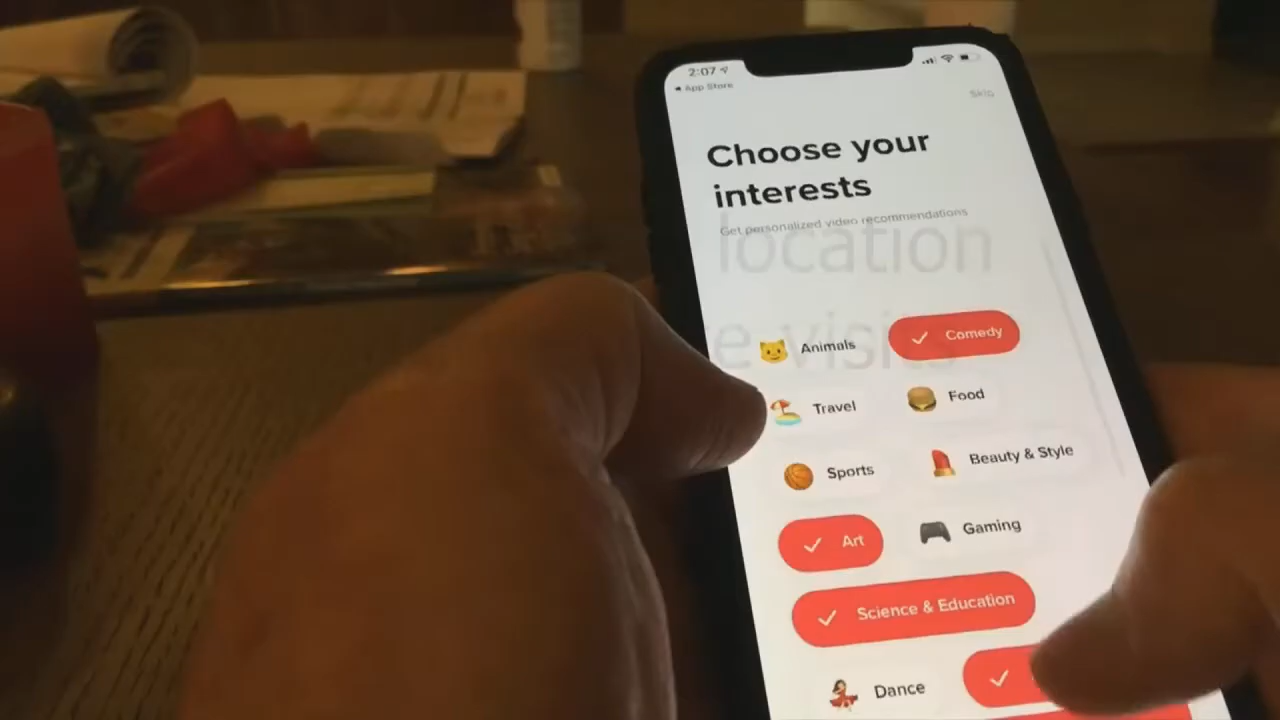 2:07
App Store
Skip
Choose your
interests
Get personalized video recommendations
location
e visits
Animals
Comedy
Travel
Food
Sports
Beauty & Style
Art
Gaming
Science & Education
Dance